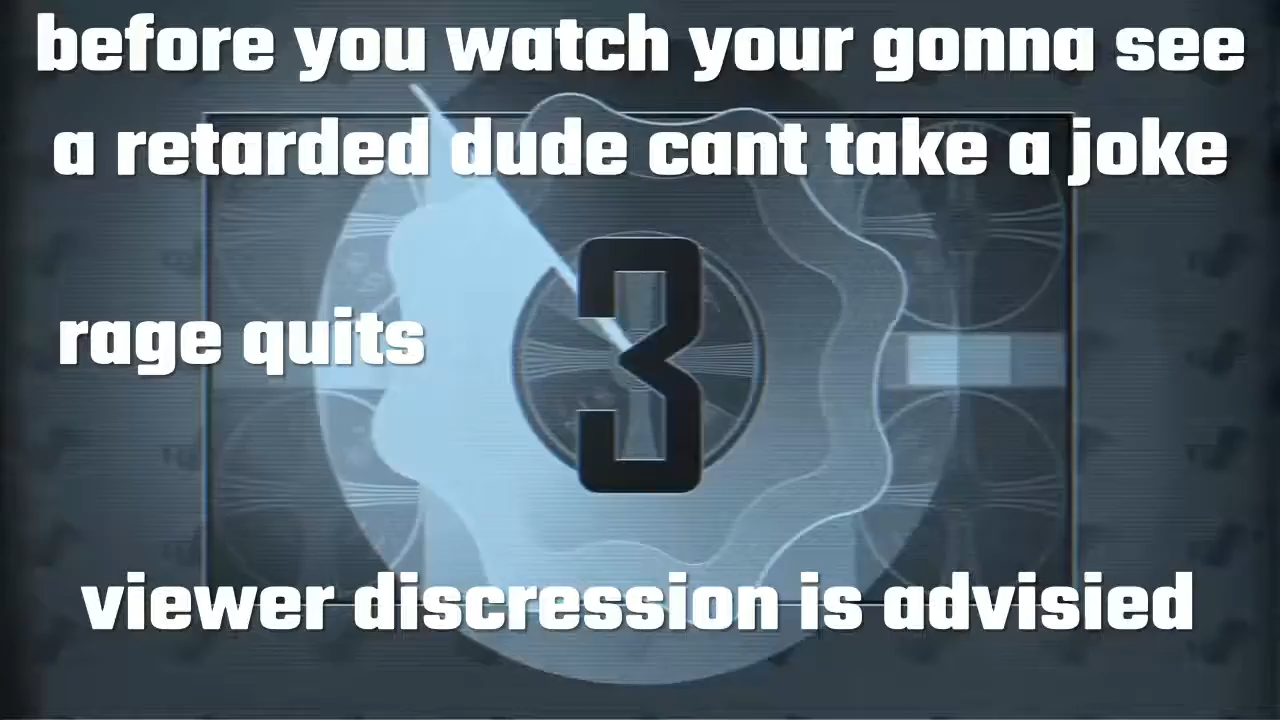 before you watch your gonna see
a retarded dude cant take a joke
rage quits
3
viewer discression is advisied